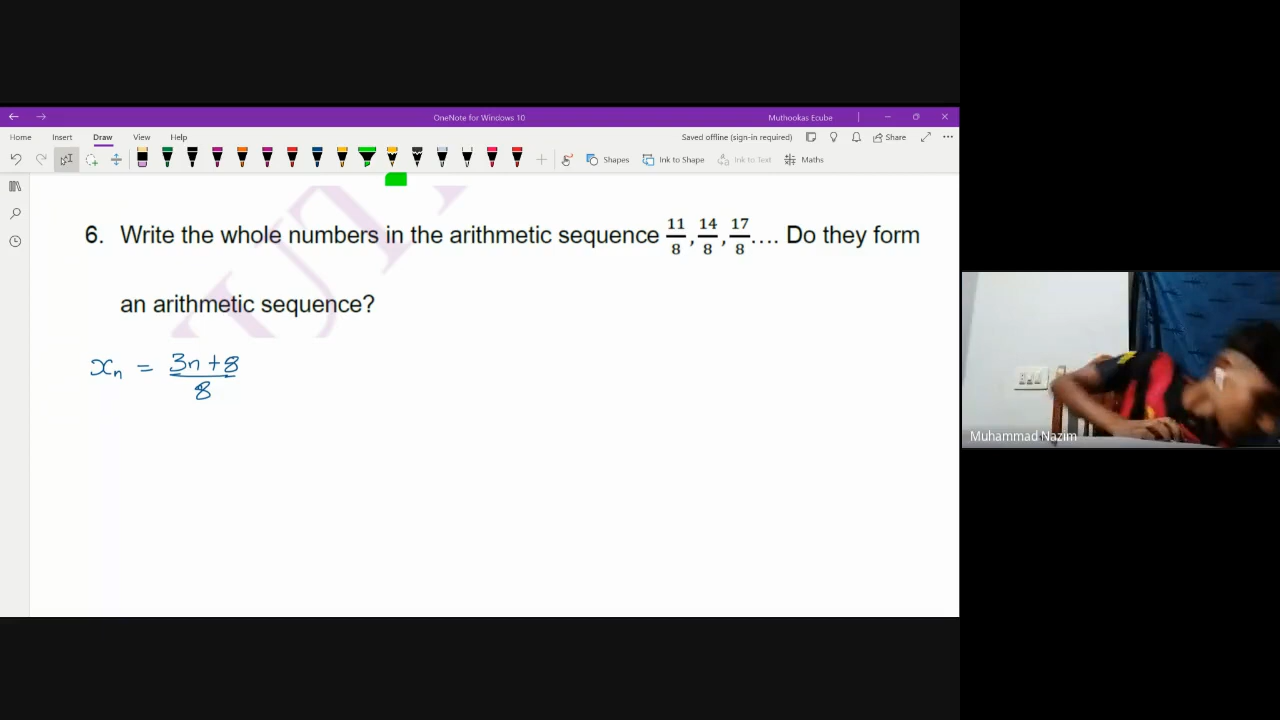 OneNote for Windows 10
Muthookas Ecube
Home Insert Draw View Help
Saved offline (sign-in required)
Share
Shapes
Ink to Shape
Ink to Text
Maths
6. Write the whole numbers in the arithmetic sequence 11/8, 14/8, 17/8 .... Do they form
an arithmetic sequence?
xₙ = (3n+8)/8
Muhammad Nazim